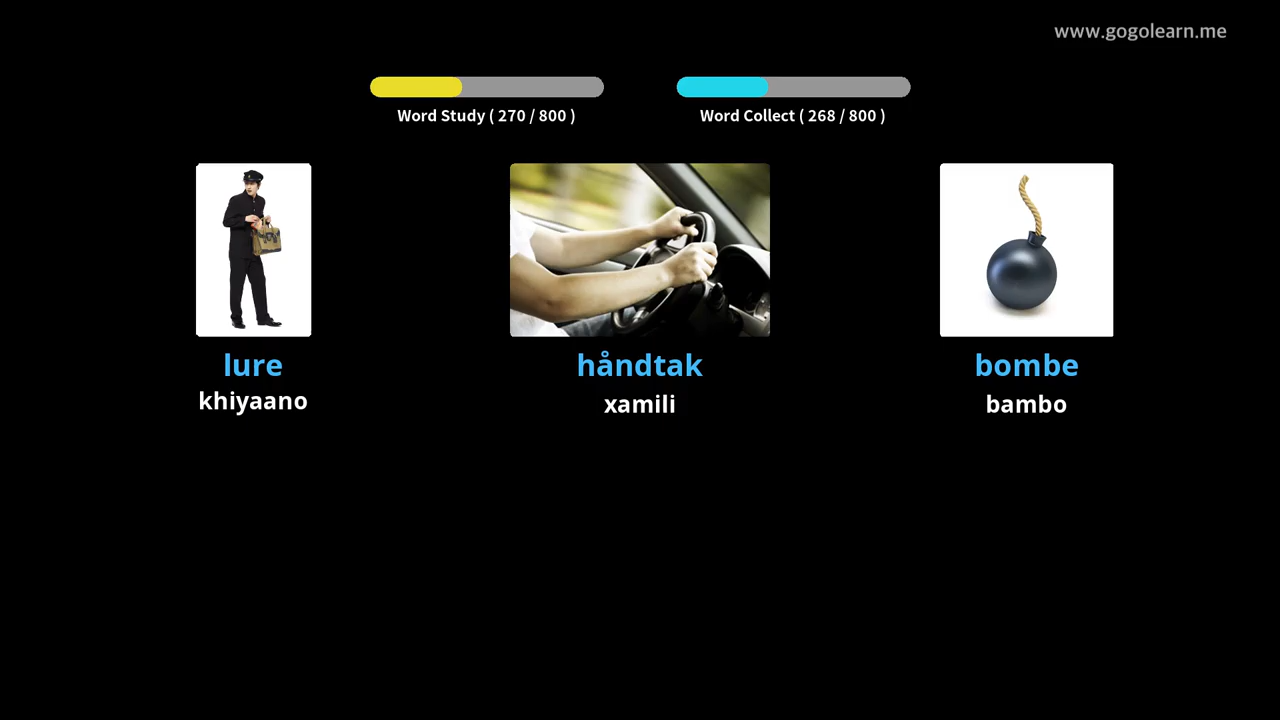 www.gogolearn.me
Word Study ( 270 / 800 )
Word Collect ( 268 / 800 )
lure
khiyaano
håndtak
xamili
bombe
bambo